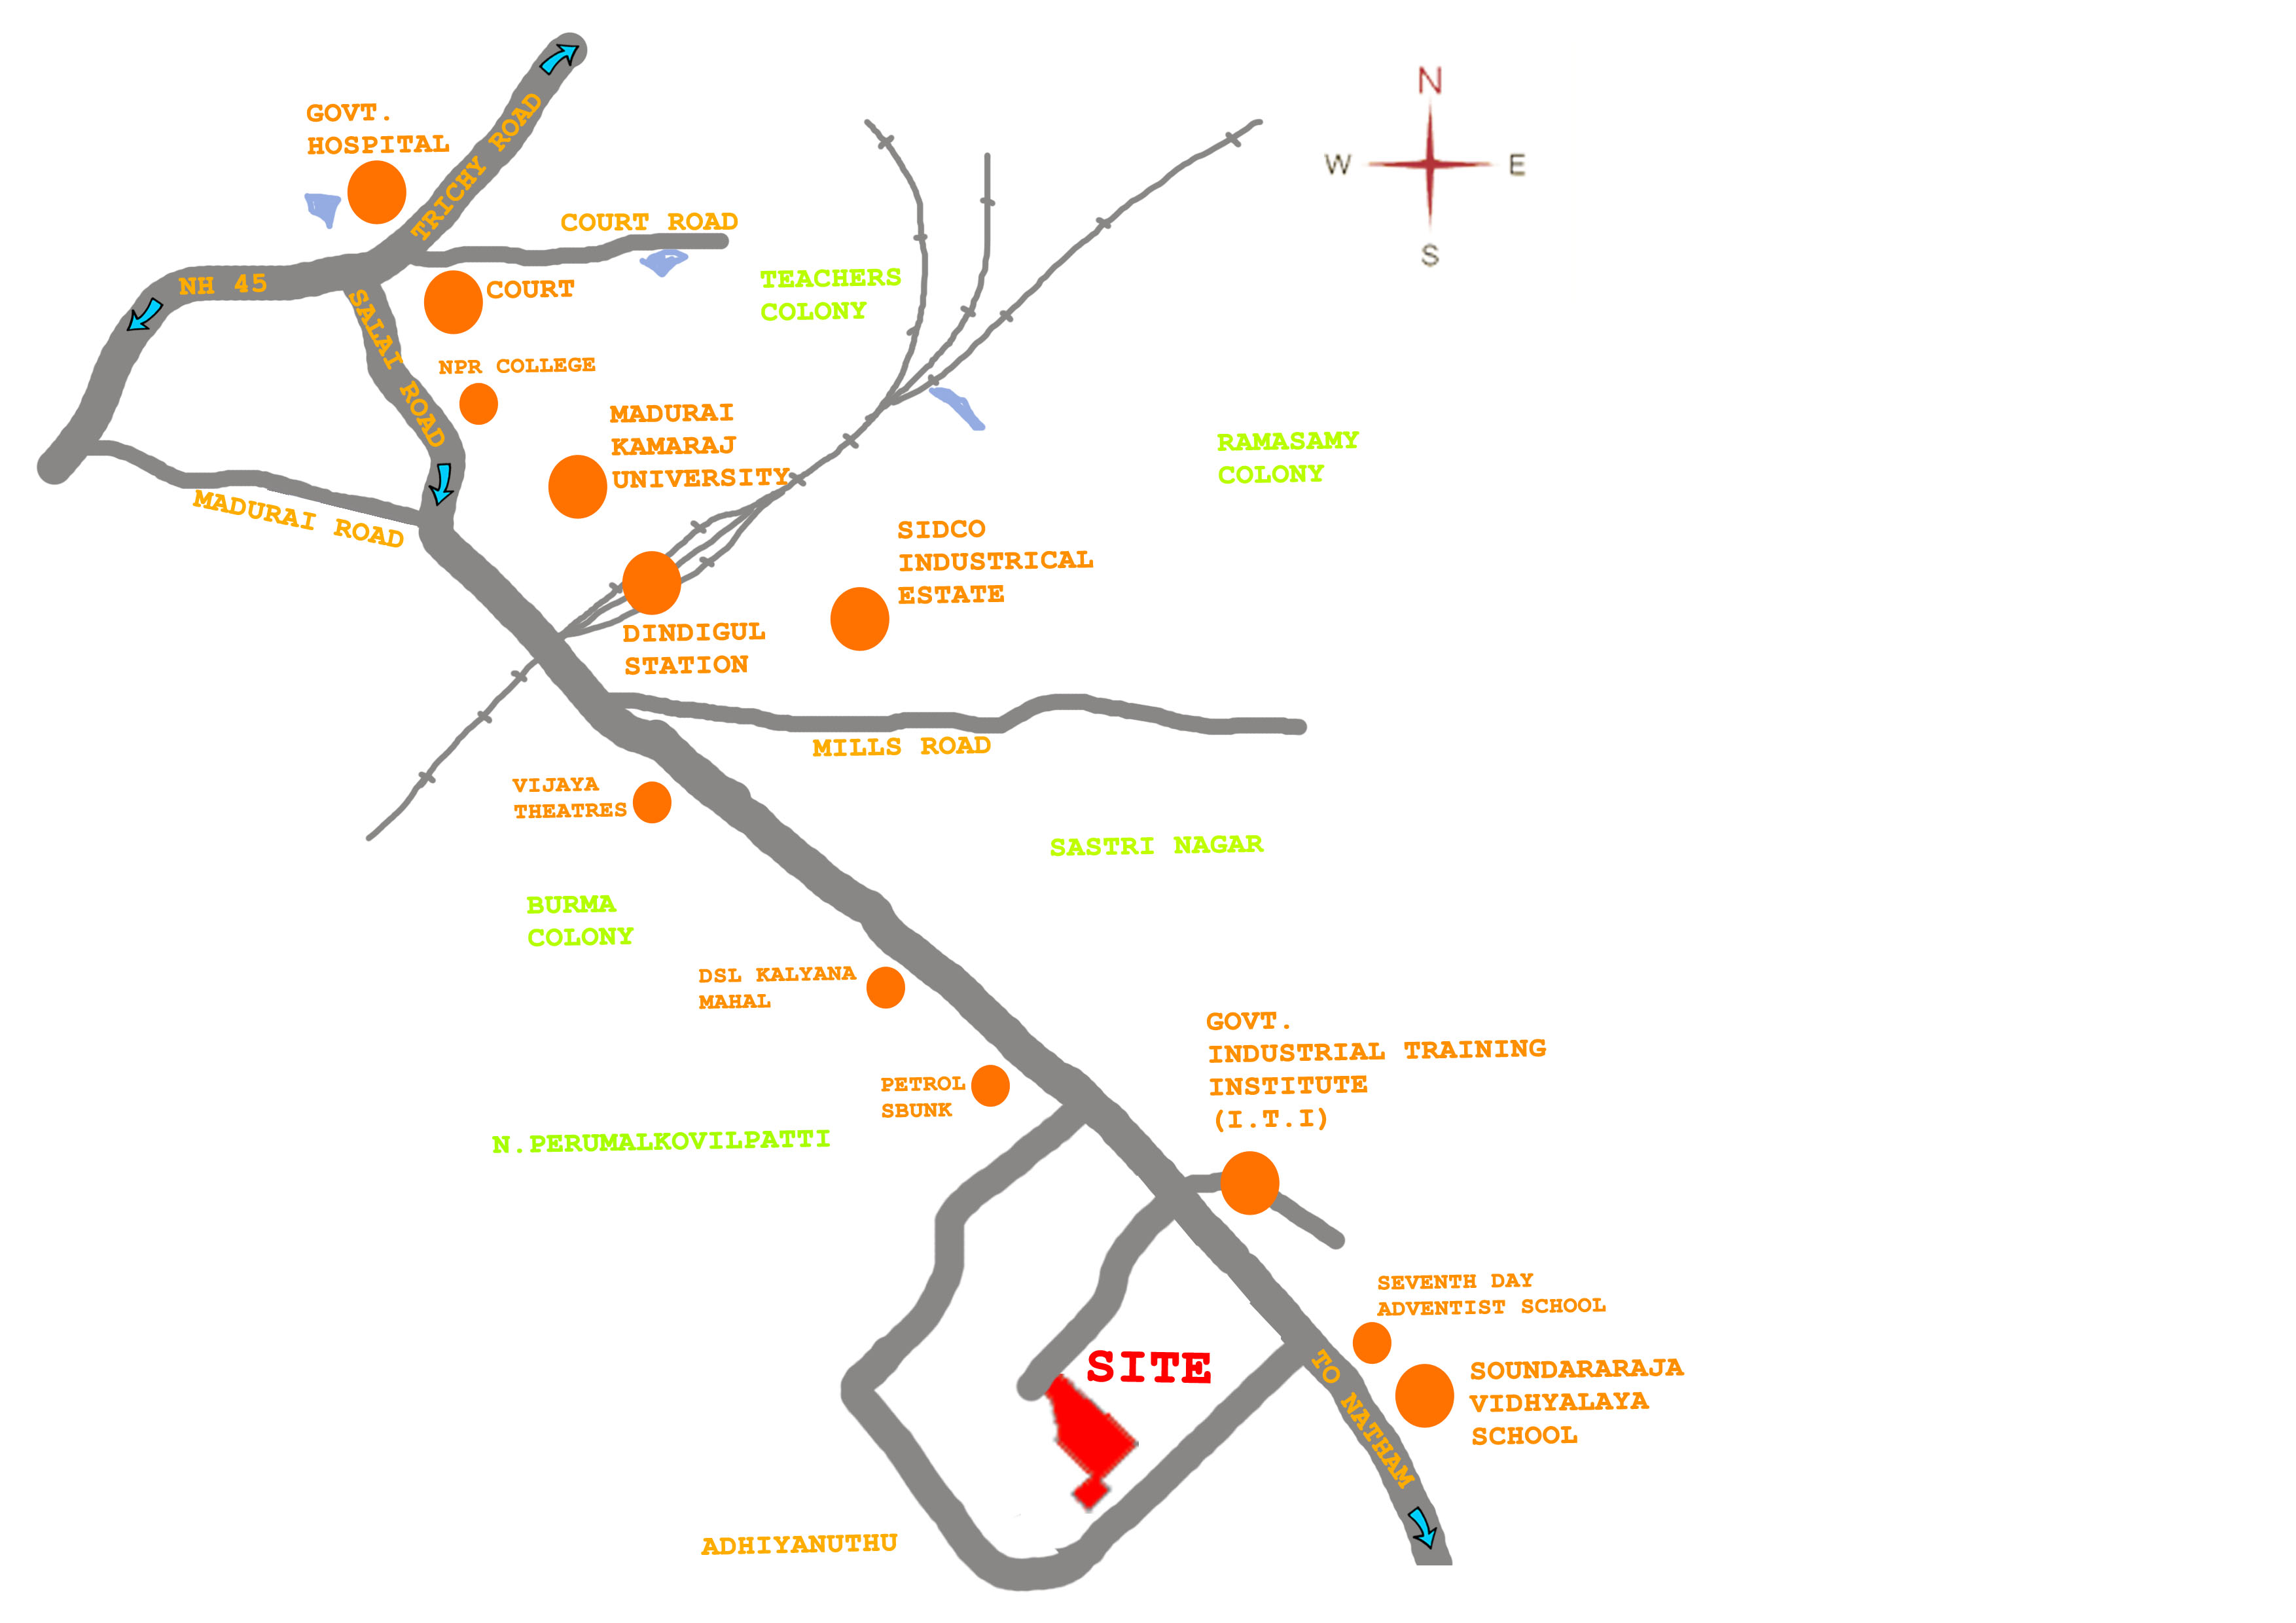 GOVT.
HOSPITAL
TRICHY ROAD
N
W
E
S
COURT ROAD
NH 45
COURT
TEACHERS
COLONY
SALAI ROAD
NPR COLLEGE
MADURAI
KAMARAJ
UNIVERSITY
RAMASAMY
COLONY
MADURAI ROAD
SIDCO
INDUSTRICAL
ESTATE
DINDIGUL
STATION
MILLS ROAD
VIJAYA
THEATRES
SASTRI NAGAR
BURMA
COLONY
DSL KALYANA
MAHAL
GOVT.
INDUSTRIAL TRAINING
INSTITUTE
(I.T.I)
PETROL
SBUNK
N.PERUMALKOVILPATTI
SEVENTH DAY
ADVENTIST SCHOOL
SITE
TO NATHAM
SOUNDARARAJA
VIDHYALAYA
SCHOOL
ADHIYANUTHU